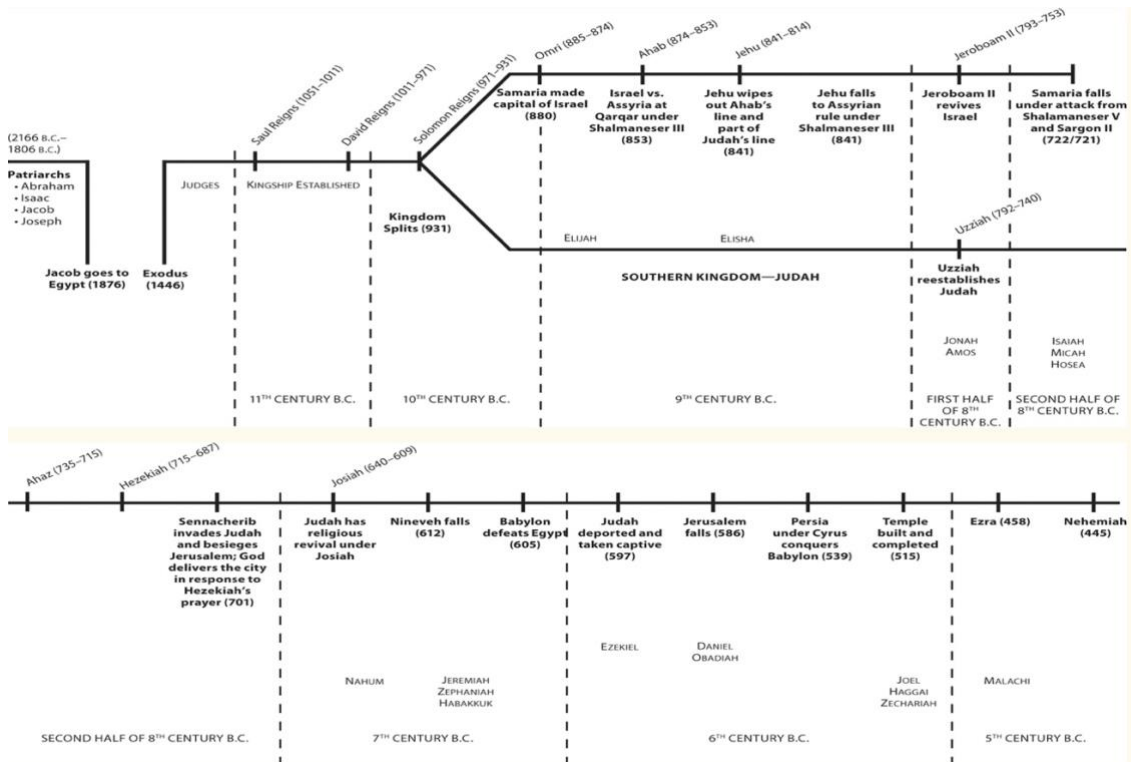 Omri (885–874)
Ahab (874–853)
Jehu (841–814)
Jeroboam II (793–753)
Saul Reigns (1051–1011)
David Reigns (1011–971)
Solomon Reigns (971–931)
Samaria made
capital of Israel
(880)
Israel vs.
Assyria at
Qarqar under
Shalmaneser III
(853)
Jehu wipes
out Ahab's
line and
part of
Judah's line
(841)
Jehu falls
to Assyrian
rule under
Shalmaneser III
(841)
Jeroboam II
revives
Israel
Samaria falls
under attack from
Shalamaneser V
and Sargon II
(722/721)
(2166 B.C.–
1806 B.C.)
Patriarchs
• Abraham
• Isaac
• Jacob
• Joseph
JUDGES
KINGSHIP ESTABLISHED
Kingdom
Splits (931)
Jacob goes to
Egypt (1876)
Exodus
(1446)
ELIJAH
ELISHA
Uzziah (792–740)
SOUTHERN KINGDOM—JUDAH
Uzziah
reestablishes
Judah
JONAH
AMOS
ISAIAH
MICAH
HOSEA
11TH CENTURY B.C.
10TH CENTURY B.C.
9TH CENTURY B.C.
FIRST HALF
OF 8TH
CENTURY B.C.
SECOND HALF OF
8TH CENTURY B.C.
Ahaz (735–715)
Hezekiah (715–687)
Josiah (640–609)
Sennacherib
invades Judah
and besieges
Jerusalem; God
delivers the city
in response to
Hezekiah's
prayer (701)
Judah has
religious
revival under
Josiah
Nineveh falls
(612)
Babylon
defeats Egypt
(605)
Judah
deported and
taken captive
(597)
Jerusalem
falls (586)
Persia
under Cyrus
conquers
Babylon (539)
Temple
built and
completed
(515)
Ezra (458)
Nehemiah
(445)
EZEKIEL
DANIEL
OBADIAH
NAHUM
JEREMIAH
ZEPHANIAH
HABAKKUK
JOEL
HAGGAI
ZECHARIAH
MALACHI
SECOND HALF OF 8TH CENTURY B.C.
7TH CENTURY B.C.
6TH CENTURY B.C.
5TH CENTURY B.C.